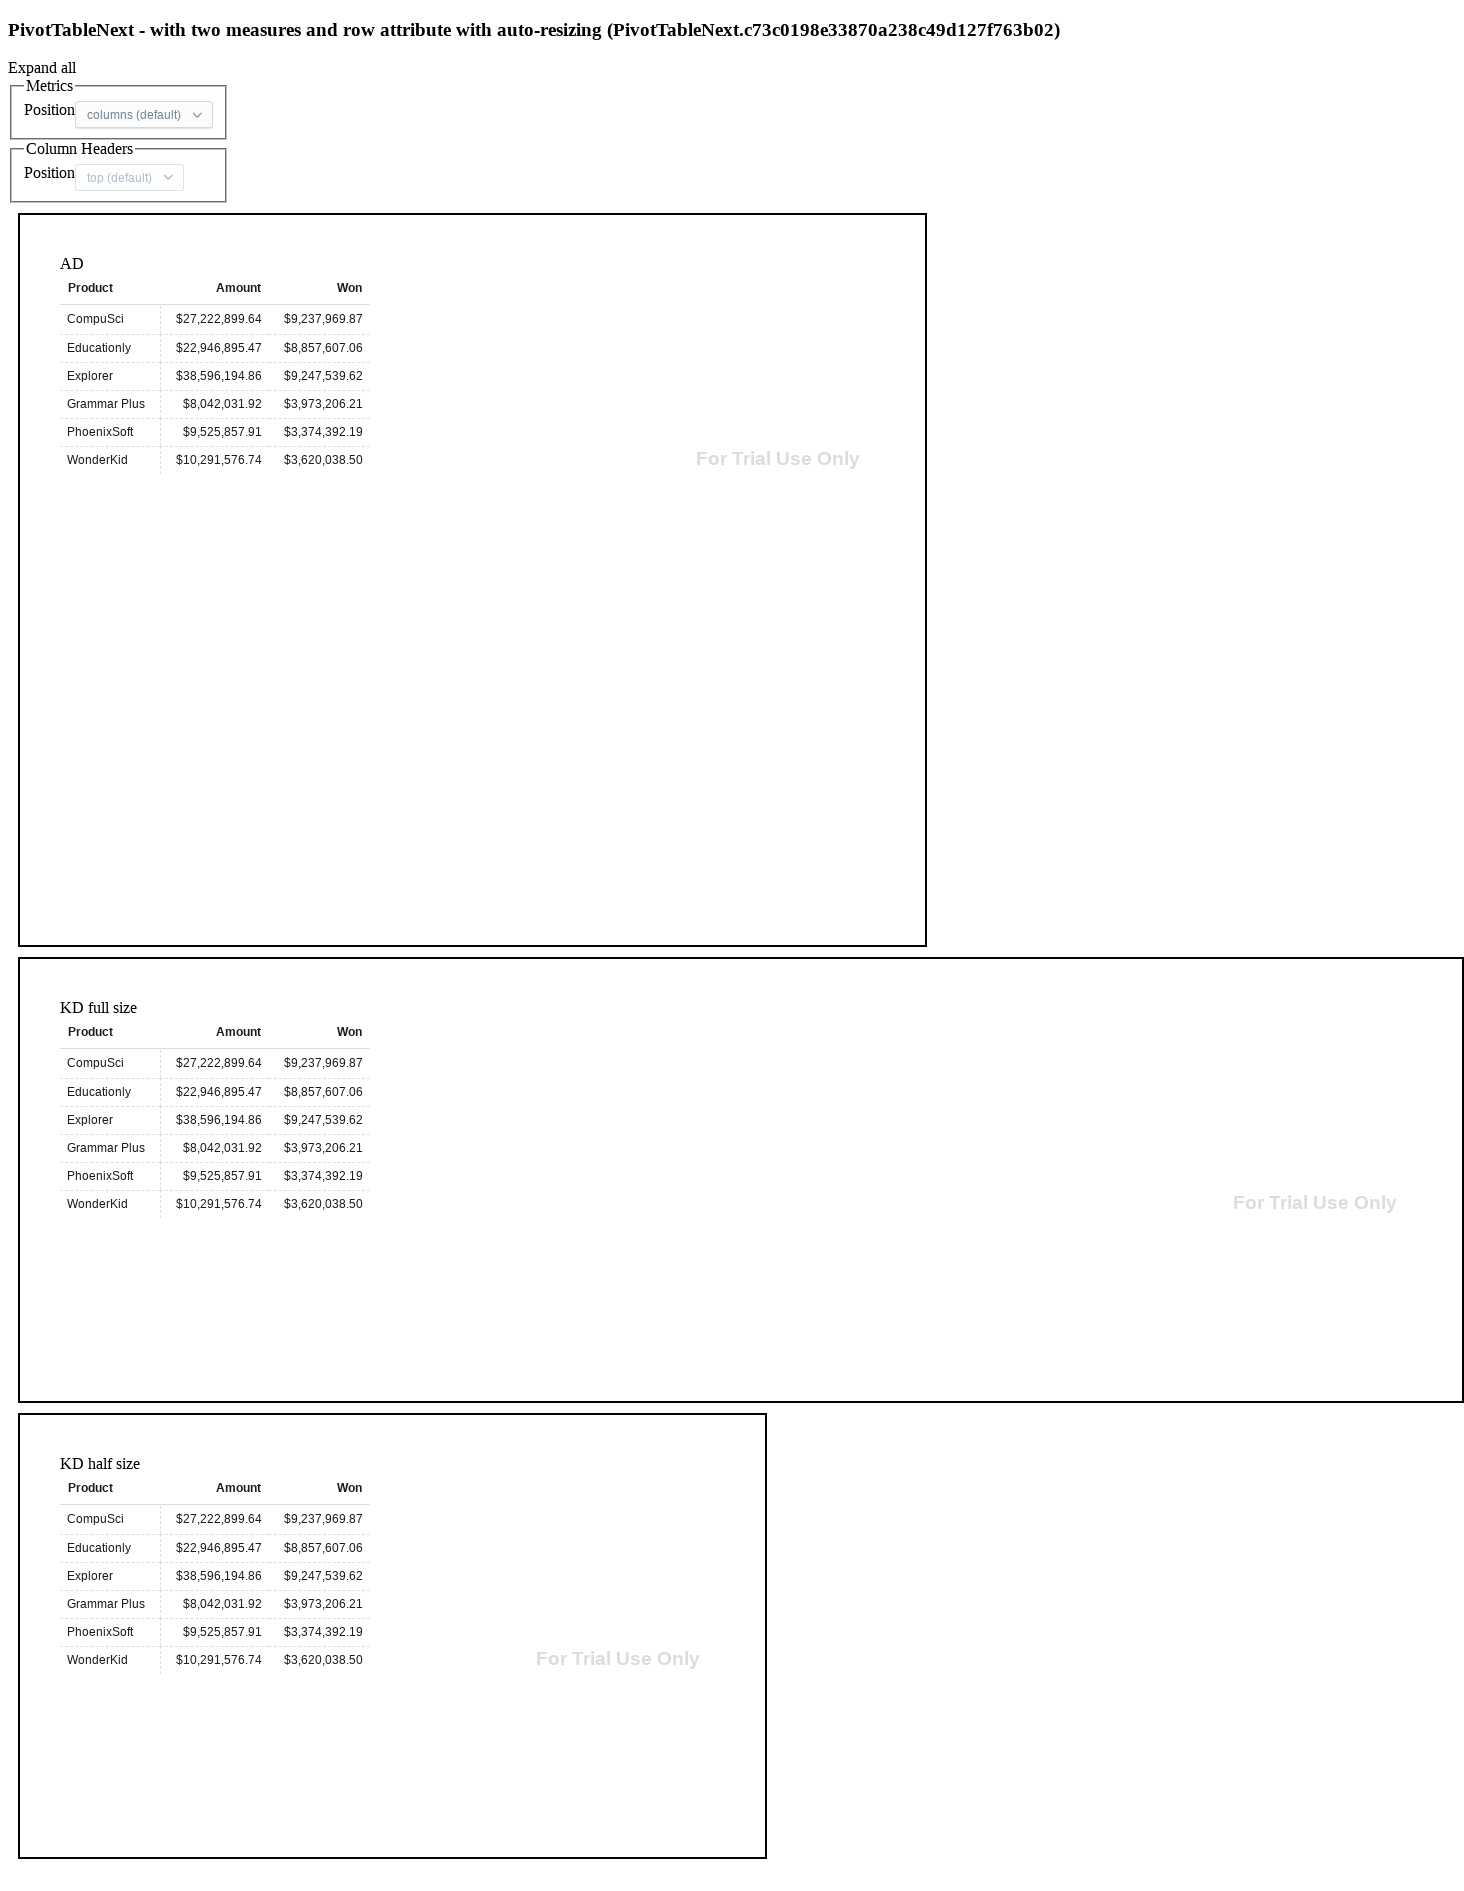 PivotTableNext - with two measures and row attribute with auto-resizing (PivotTableNext.c73c0198e33870a238c49d127f763b02)
Expand all
Metrics
Position columns (default)
Column Headers
Position top (default)
AD
Product Amount Won
CompuSci $27,222,899.64 $9,237,969.87
Educationly $22,946,895.47 $8,857,607.06
Explorer $38,596,194.86 $9,247,539.62
Grammar Plus $8,042,031.92 $3,973,206.21
PhoenixSoft $9,525,857.91 $3,374,392.19
WonderKid $10,291,576.74 $3,620,038.50
For Trial Use Only
KD full size
Product Amount Won
CompuSci $27,222,899.64 $9,237,969.87
Educationly $22,946,895.47 $8,857,607.06
Explorer $38,596,194.86 $9,247,539.62
Grammar Plus $8,042,031.92 $3,973,206.21
PhoenixSoft $9,525,857.91 $3,374,392.19
WonderKid $10,291,576.74 $3,620,038.50
For Trial Use Only
KD half size
Product Amount Won
CompuSci $27,222,899.64 $9,237,969.87
Educationly $22,946,895.47 $8,857,607.06
Explorer $38,596,194.86 $9,247,539.62
Grammar Plus $8,042,031.92 $3,973,206.21
PhoenixSoft $9,525,857.91 $3,374,392.19
WonderKid $10,291,576.74 $3,620,038.50
For Trial Use Only